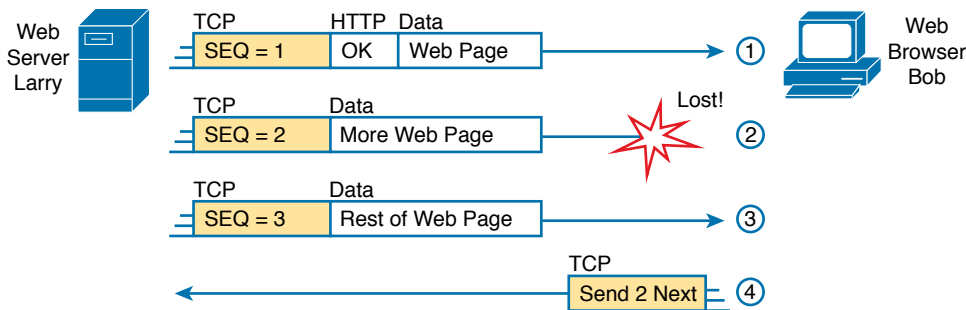 Web
Server
Larry
TCP HTTP Data
SEQ = 1 OK Web Page
1
Web
Browser
Bob
TCP Data
SEQ = 2 More Web Page
Lost!
2
TCP Data
SEQ = 3 Rest of Web Page
3
TCP
Send 2 Next
4